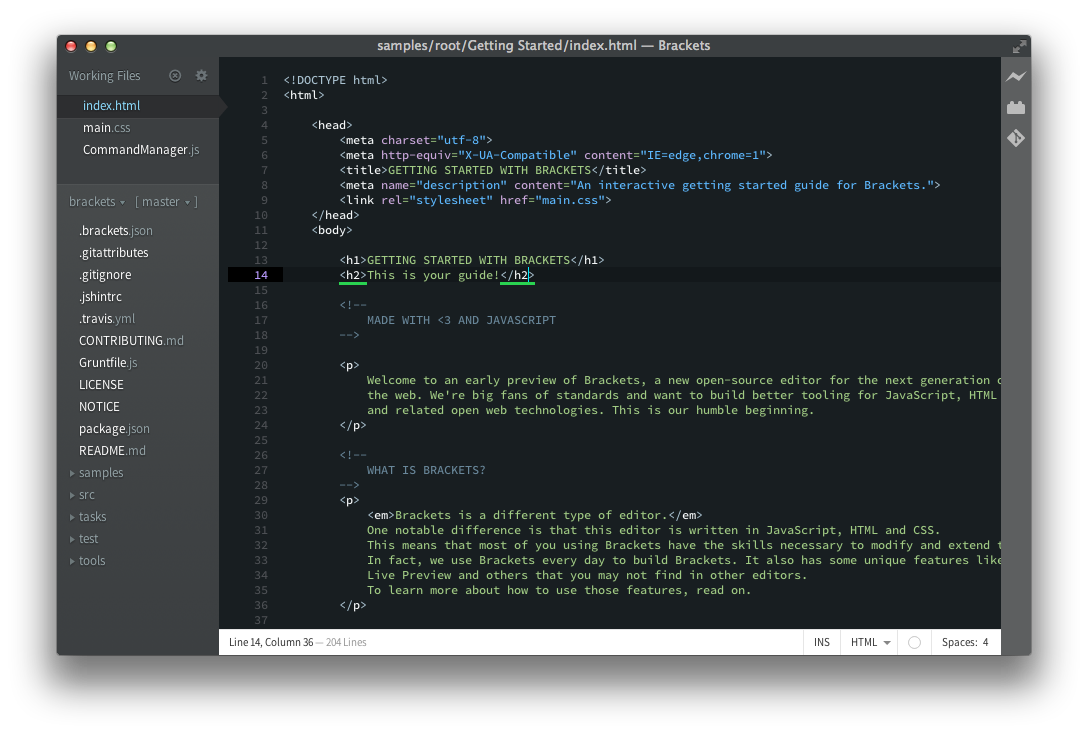 samples/root/Getting Started/index.html — Brackets
Working Files
index.html
main.css
CommandManager.js
brackets
[ master ]
.brackets.json
.gitattributes
.gitignore
.jshintrc
.travis.yml
CONTRIBUTING.md
Gruntfile.js
LICENSE
NOTICE
package.json
README.md
samples
src
tasks
test
tools
1 <!DOCTYPE html>
2 <html>
3
4 <head>
5 <meta charset="utf-8">
6 <meta http-equiv="X-UA-Compatible" content="IE=edge,chrome=1">
7 <title>GETTING STARTED WITH BRACKETS</title>
8 <meta name="description" content="An interactive getting started guide for Brackets.">
9 <link rel="stylesheet" href="main.css">
10 </head>
11 <body>
12
13 <h1>GETTING STARTED WITH BRACKETS</h1>
14 <h2>This is your guide!</h2>
15
16 <!--
17 MADE WITH <3 AND JAVASCRIPT
18 -->
19
20 <p>
21 Welcome to an early preview of Brackets, a new open-source editor for the next generation
22 the web. We're big fans of standards and want to build better tooling for JavaScript, HTML
23 and related open web technologies. This is our humble beginning.
24 </p>
25
26 <!--
27 WHAT IS BRACKETS?
28 -->
29 <p>
30 <em>Brackets is a different type of editor.</em>
31 One notable difference is that this editor is written in JavaScript, HTML and CSS.
32 This means that most of you using Brackets have the skills necessary to modify and extend
33 In fact, we use Brackets every day to build Brackets. It also has some unique features like
34 Live Preview and others that you may not find in other editors.
35 To learn more about how to use those features, read on.
36 </p>
37
Line 14, Column 36 — 204 Lines
INS
HTML
Spaces: 4